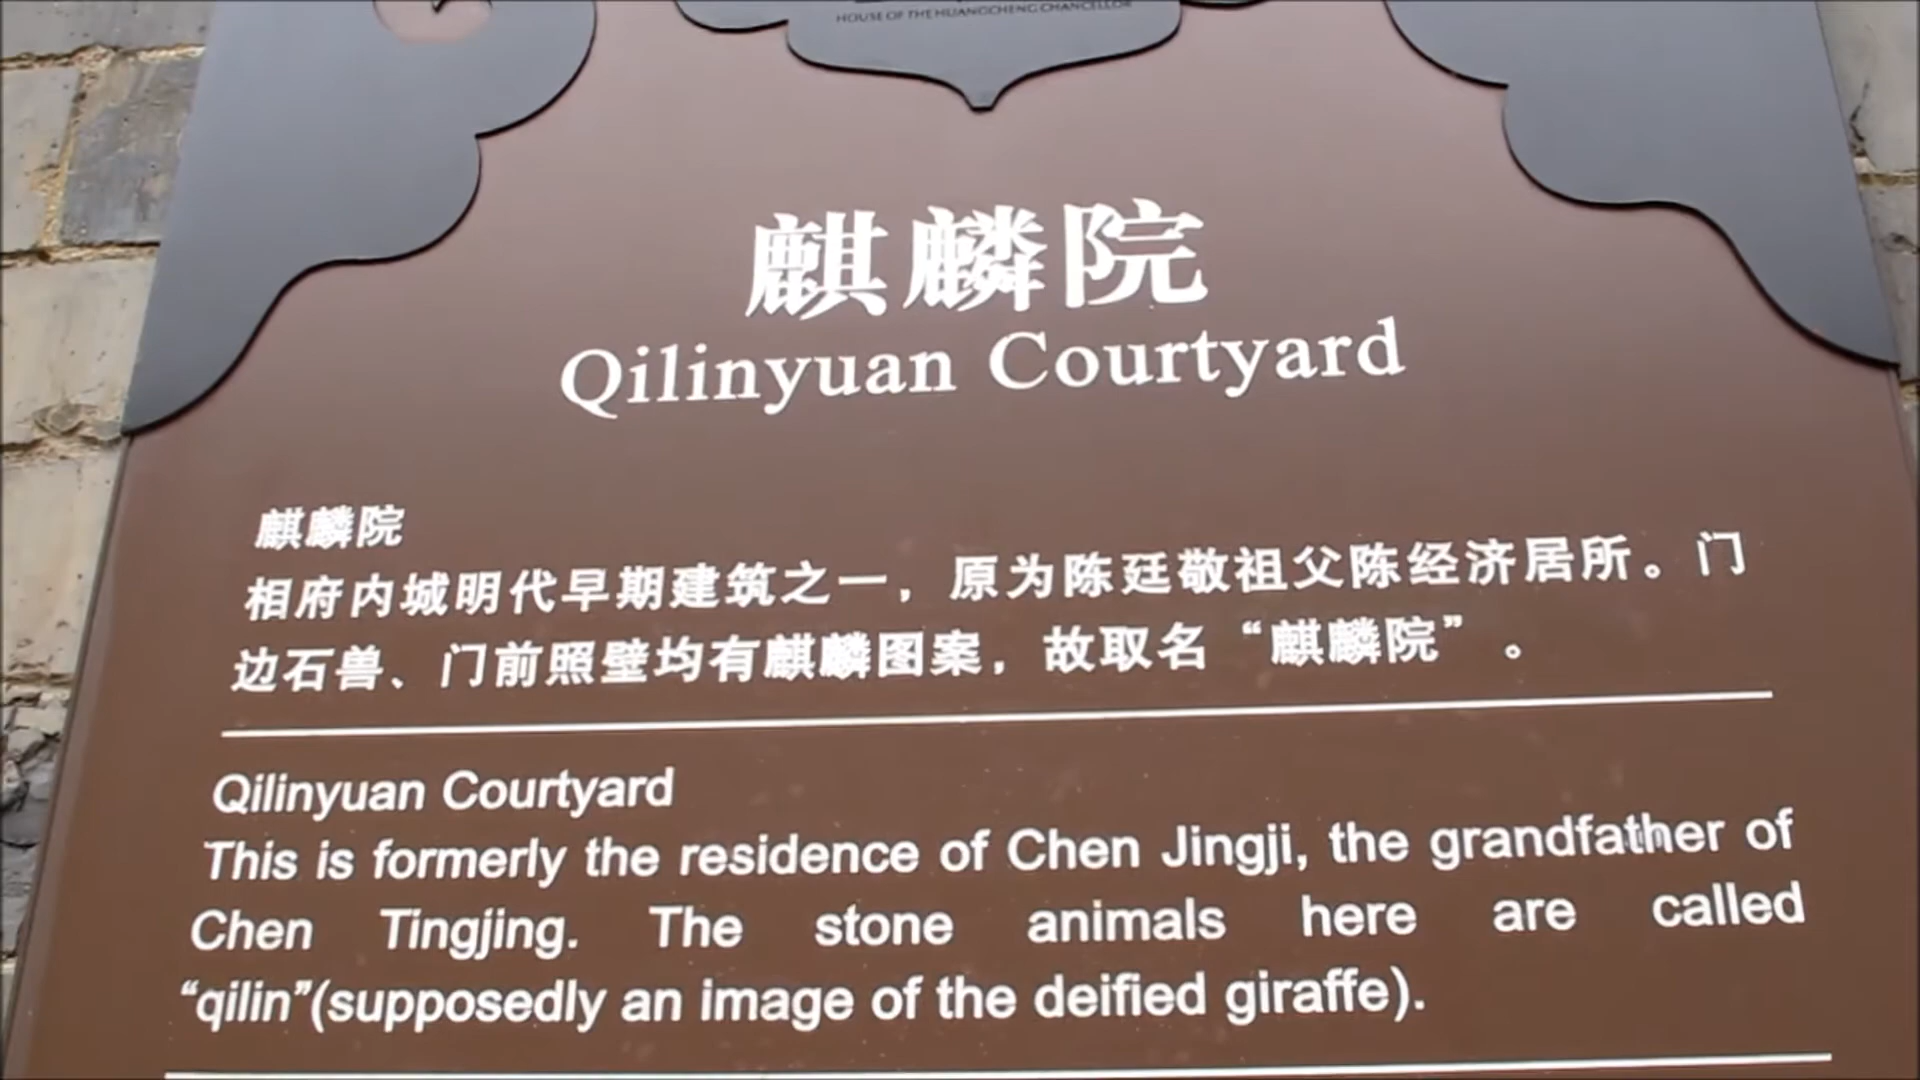 HOUSE OF THE HUANGCHENG CHANCELLOR
麒麟院
Qilinyuan Courtyard
麒麟院
相府内城明代早期建筑之一，原为陈廷敬祖父陈经济居所。门
边石兽、门前照壁均有麒麟图案，故取名“麒麟院”。
Qilinyuan Courtyard
This is formerly the residence of Chen Jingji, the grandfather of
Chen Tingjing. The stone animals here are called
“qilin”(supposedly an image of the deified giraffe).